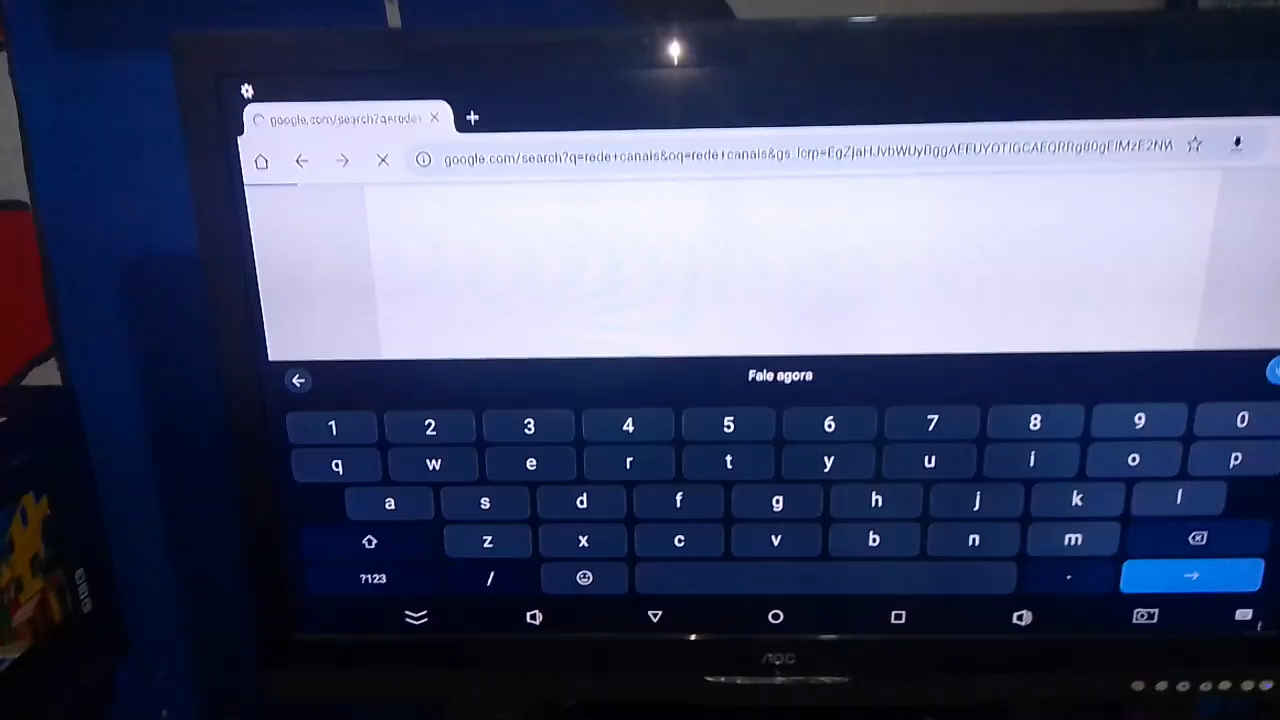 google.com/search?q=rede
google.com/search?q=rede+canais&oq=rede+canais&gs_lcrp=EgZjaHJvbWUyBggAEEUYOTIGCAEQRRg80gEIMzE2NW
Fale agora
1 2 3 4 5 6 7 8 9 0
q w e r t y u i o p
a s d f g h j k l
z x c v b n m
?123 / .
AOC